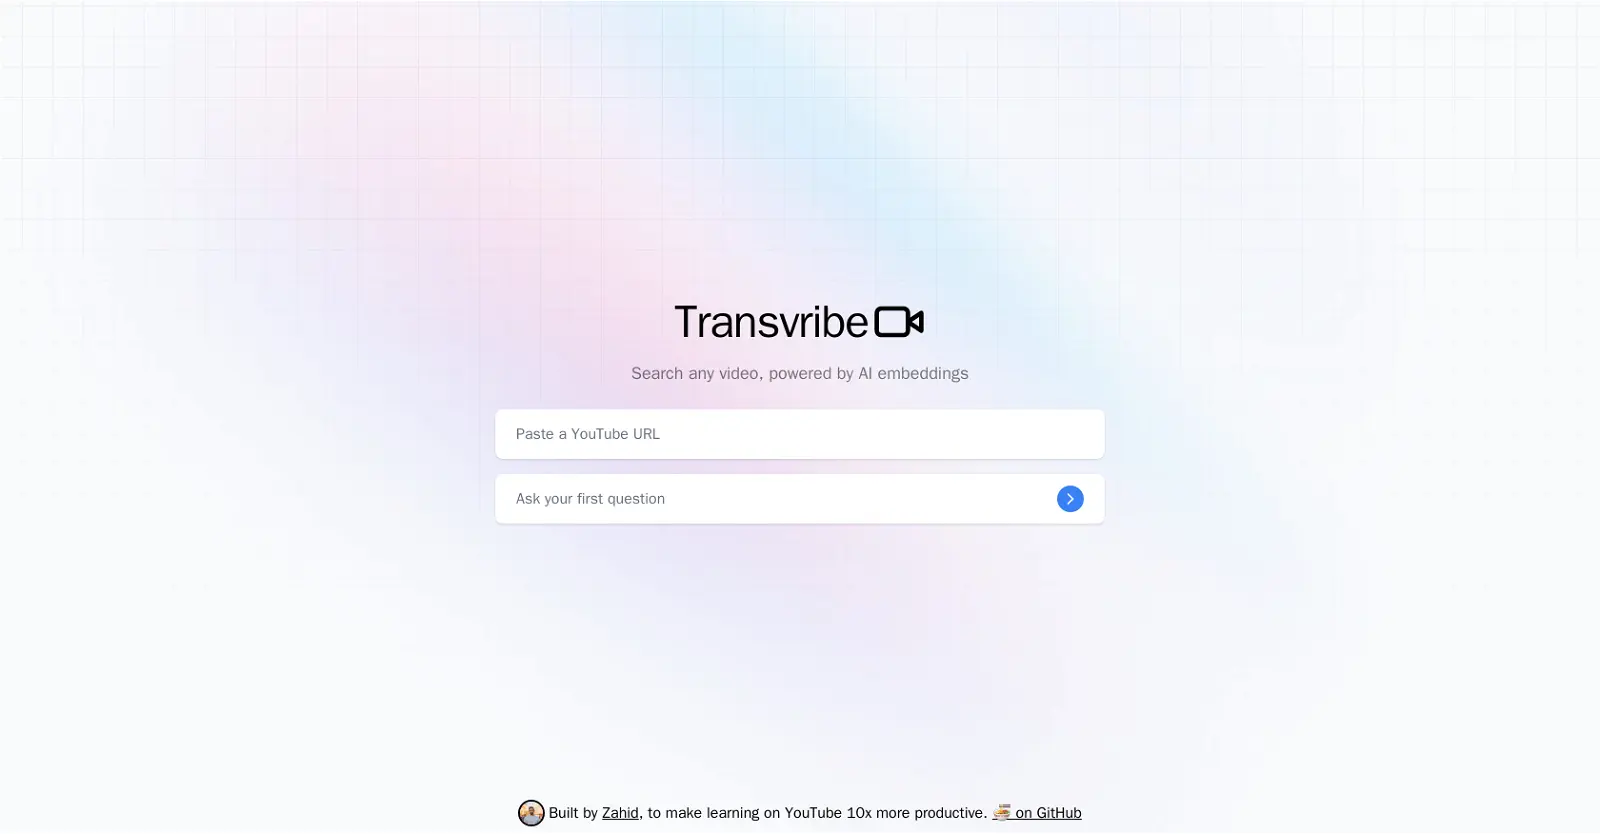 Transvribe
Search any video, powered by AI embeddings
Paste a YouTube URL
Ask your first question
Built by Zahid, to make learning on YouTube 10x more productive. 🍜 on GitHub